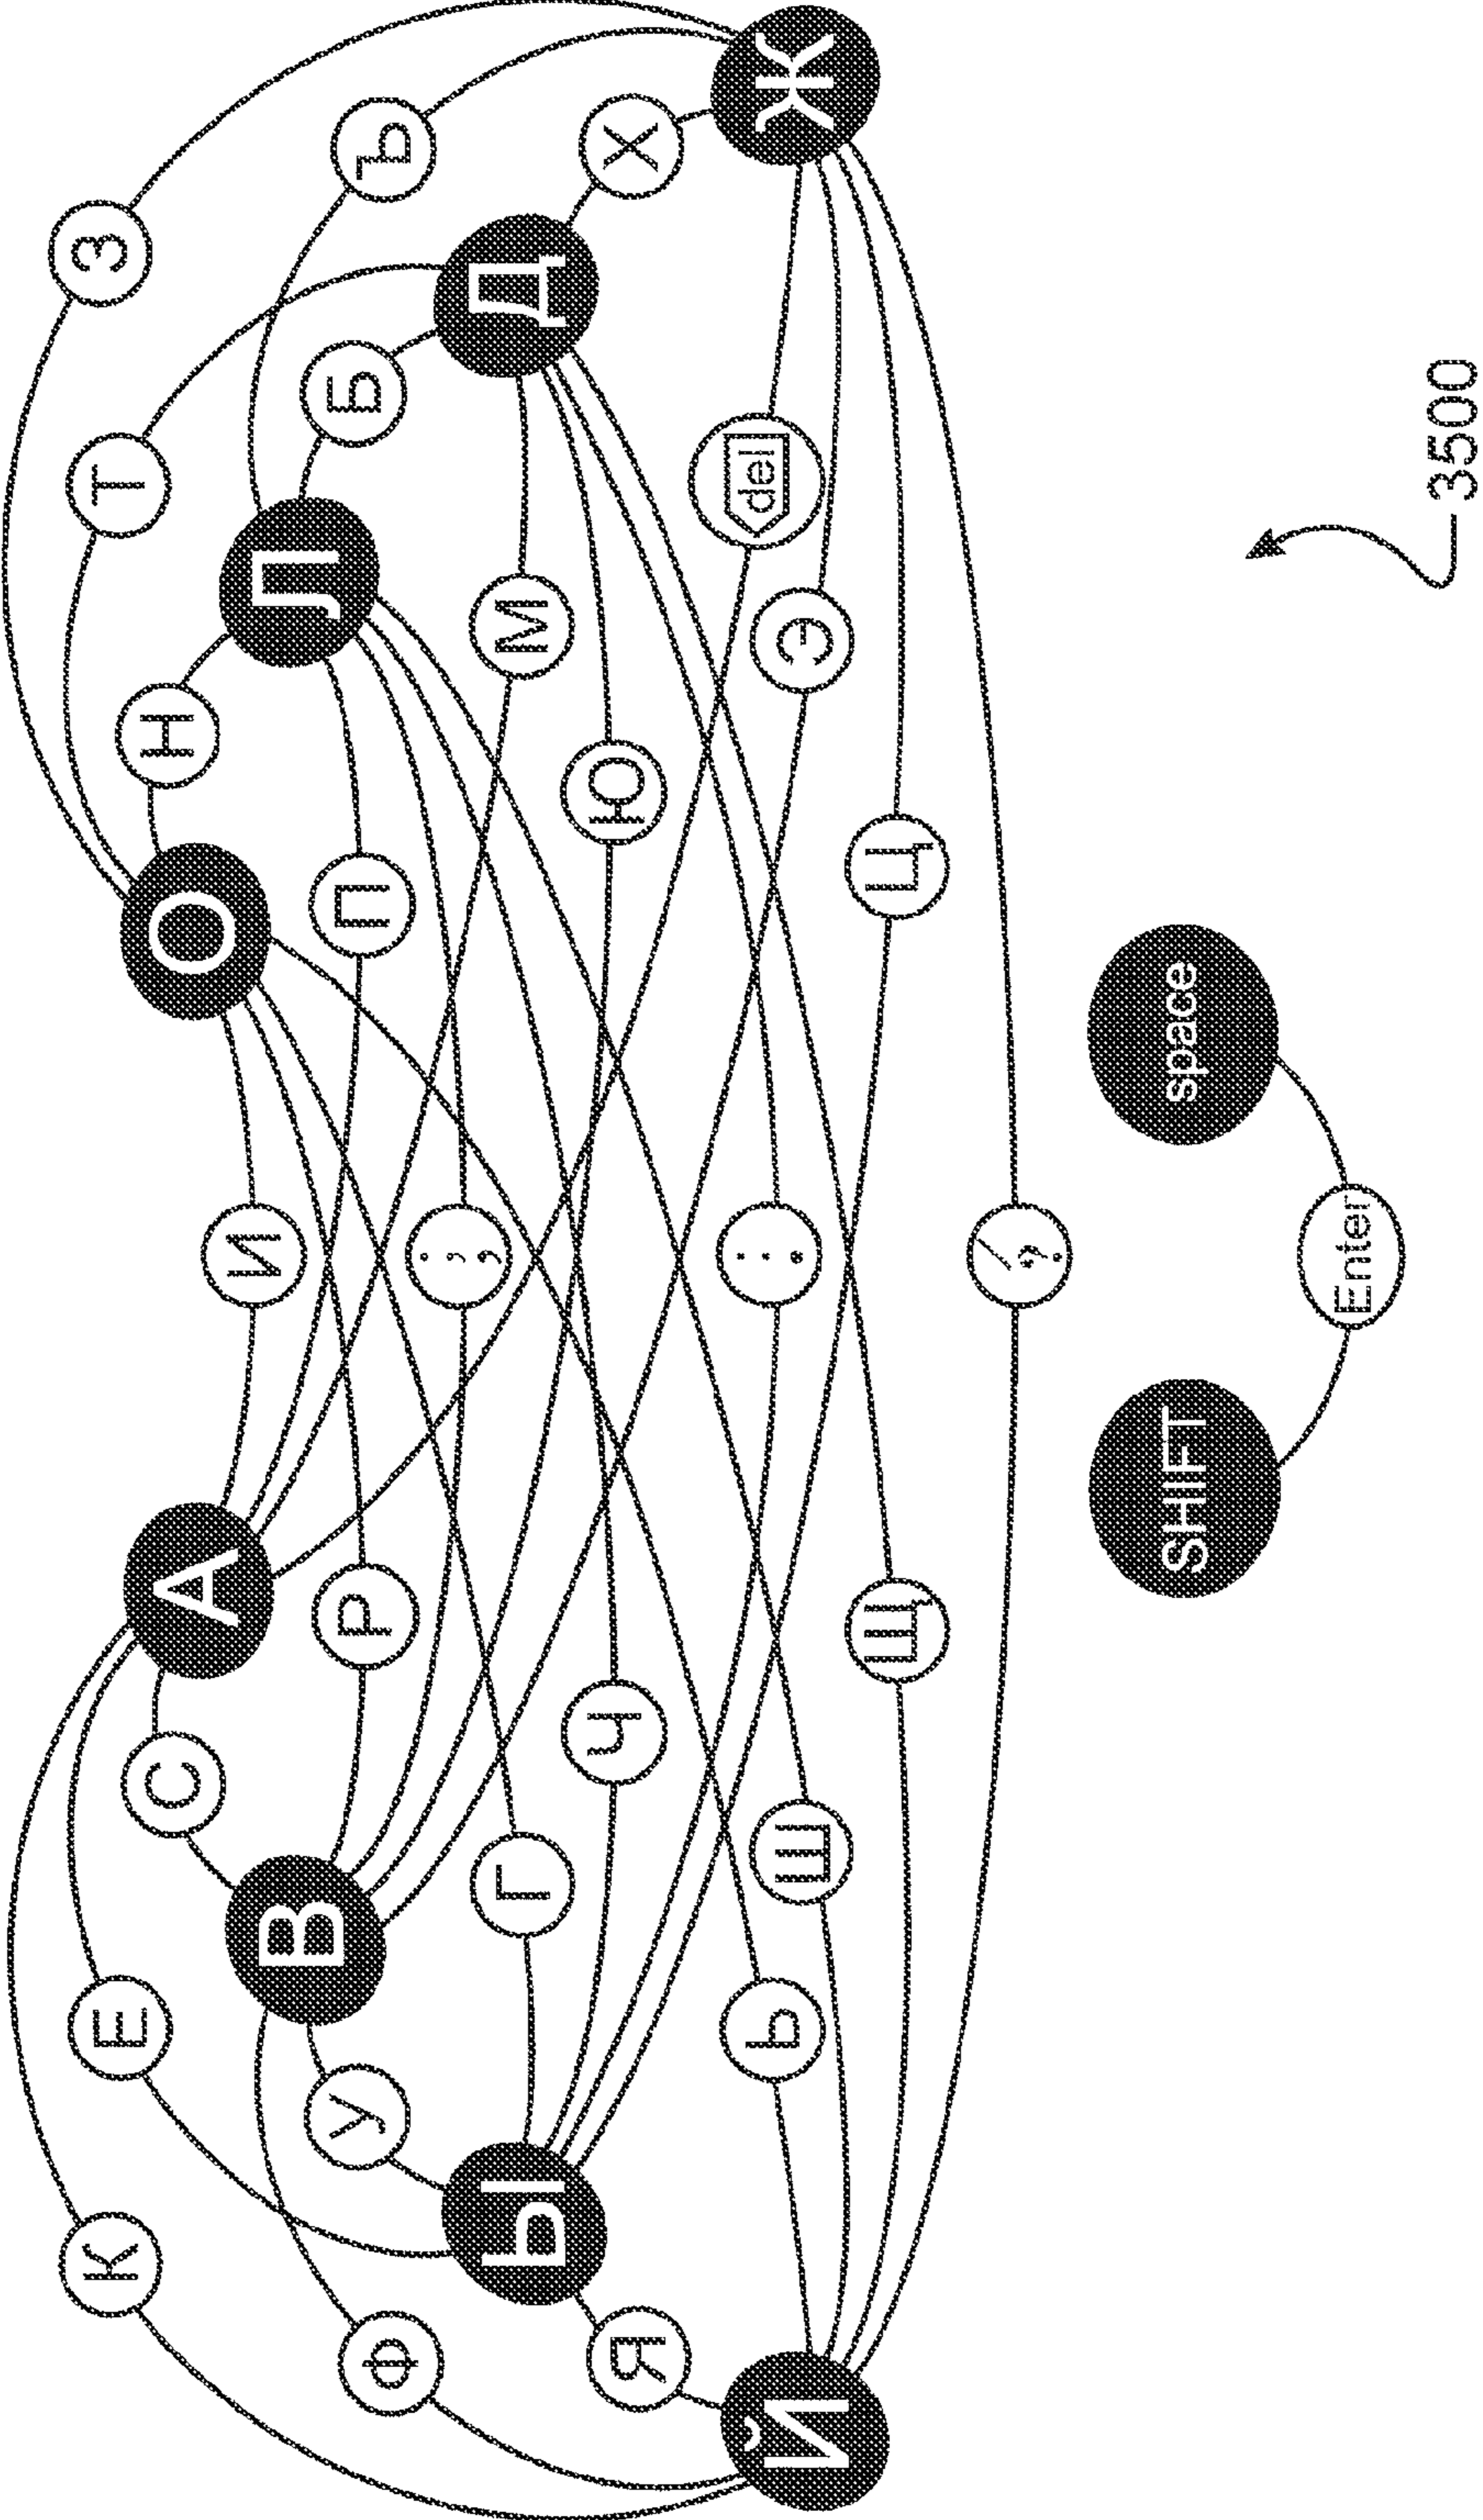 К Е Т З
С Н
А О
И
В Л
У Р П Б
Ф ; , Ъ
Ы Г М Д
Я Ч Ю Х
Ь : . del
Й Ш Э Ж
Щ Ц
/ ?
SHIFT space
Enter
3500